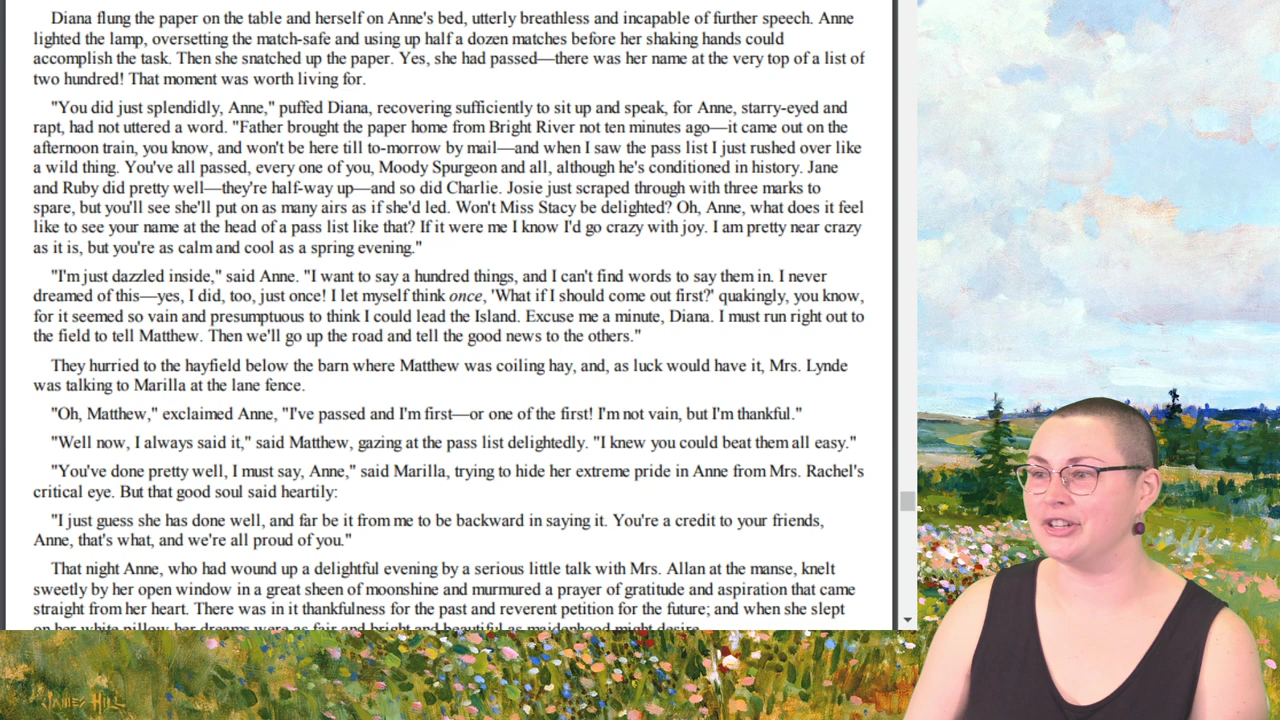 Diana flung the paper on the table and herself on Anne's bed, utterly breathless and incapable of further speech. Anne
lighted the lamp, oversetting the match-safe and using up half a dozen matches before her shaking hands could
accomplish the task. Then she snatched up the paper. Yes, she had passed—there was her name at the very top of a list of
two hundred! That moment was worth living for.
"You did just splendidly, Anne," puffed Diana, recovering sufficiently to sit up and speak, for Anne, starry-eyed and
rapt, had not uttered a word. "Father brought the paper home from Bright River not ten minutes ago—it came out on the
afternoon train, you know, and won't be here till to-morrow by mail—and when I saw the pass list I just rushed over like
a wild thing. You've all passed, every one of you, Moody Spurgeon and all, although he's conditioned in history. Jane
and Ruby did pretty well—they're half-way up—and so did Charlie. Josie just scraped through with three marks to
spare, but you'll see she'll put on as many airs as if she'd led. Won't Miss Stacy be delighted? Oh, Anne, what does it feel
like to see your name at the head of a pass list like that? If it were me I know I'd go crazy with joy. I am pretty near crazy
as it is, but you're as calm and cool as a spring evening."
"I'm just dazzled inside," said Anne. "I want to say a hundred things, and I can't find words to say them in. I never
dreamed of this—yes, I did, too, just once! I let myself think once, 'What if I should come out first?' quakingly, you know,
for it seemed so vain and presumptuous to think I could lead the Island. Excuse me a minute, Diana. I must run right out to
the field to tell Matthew. Then we'll go up the road and tell the good news to the others."
They hurried to the hayfield below the barn where Matthew was coiling hay, and, as luck would have it, Mrs. Lynde
was talking to Marilla at the lane fence.
"Oh, Matthew," exclaimed Anne, "I've passed and I'm first—or one of the first! I'm not vain, but I'm thankful."
"Well now, I always said it," said Matthew, gazing at the pass list delightedly. "I knew you could beat them all easy."
"You've done pretty well, I must say, Anne," said Marilla, trying to hide her extreme pride in Anne from Mrs. Rachel's
critical eye. But that good soul said heartily:
"I just guess she has done well, and far be it from me to be backward in saying it. You're a credit to your friends,
Anne, that's what, and we're all proud of you."
That night Anne, who had wound up a delightful evening by a serious little talk with Mrs. Allan at the manse, knelt
sweetly by her open window in a great sheen of moonshine and murmured a prayer of gratitude and aspiration that came
straight from her heart. There was in it thankfulness for the past and reverent petition for the future; and when she slept
on her white pillow her dreams were as fair and bright and beautiful as maidenhood might desire.
JAMES HILL